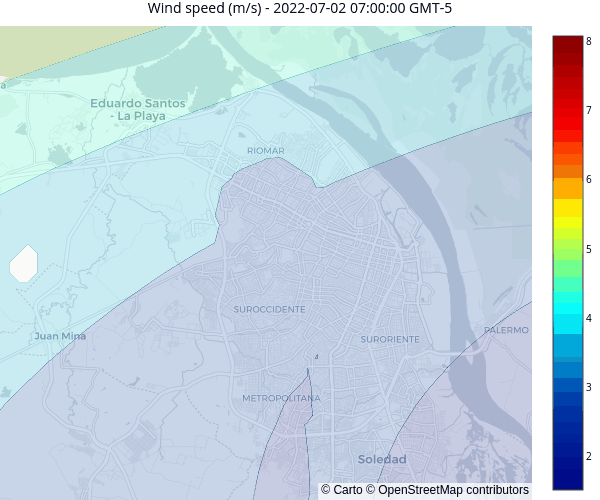 Wind speed (m/s) - 2022-07-02 07:00:00 GMT-5
Eduardo Santos
- La Playa
RIOMAR
SUROCCIDENTE
Juan Mina
SURORIENTE
PALERMO
METROPOLITANA
Soledad
© Carto © OpenStreetMap contributors
8
7
6
5
4
3
2